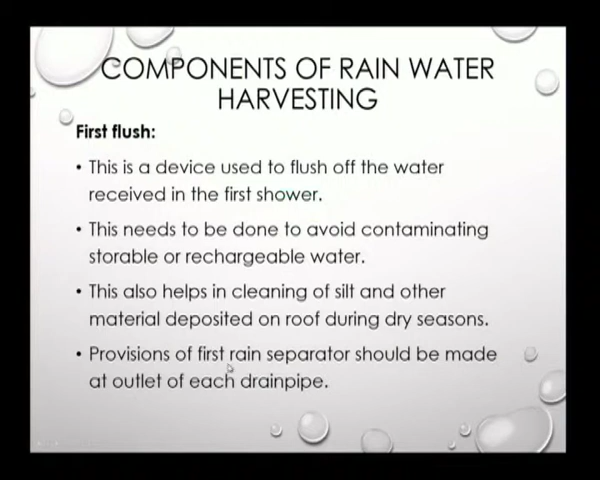 COMPONENTS OF RAIN WATER
HARVESTING
First flush:
• This is a device used to flush off the water
received in the first shower.
• This needs to be done to avoid contaminating
storable or rechargeable water.
• This also helps in cleaning of silt and other
material deposited on roof during dry seasons.
• Provisions of first rain separator should be made
at outlet of each drainpipe.